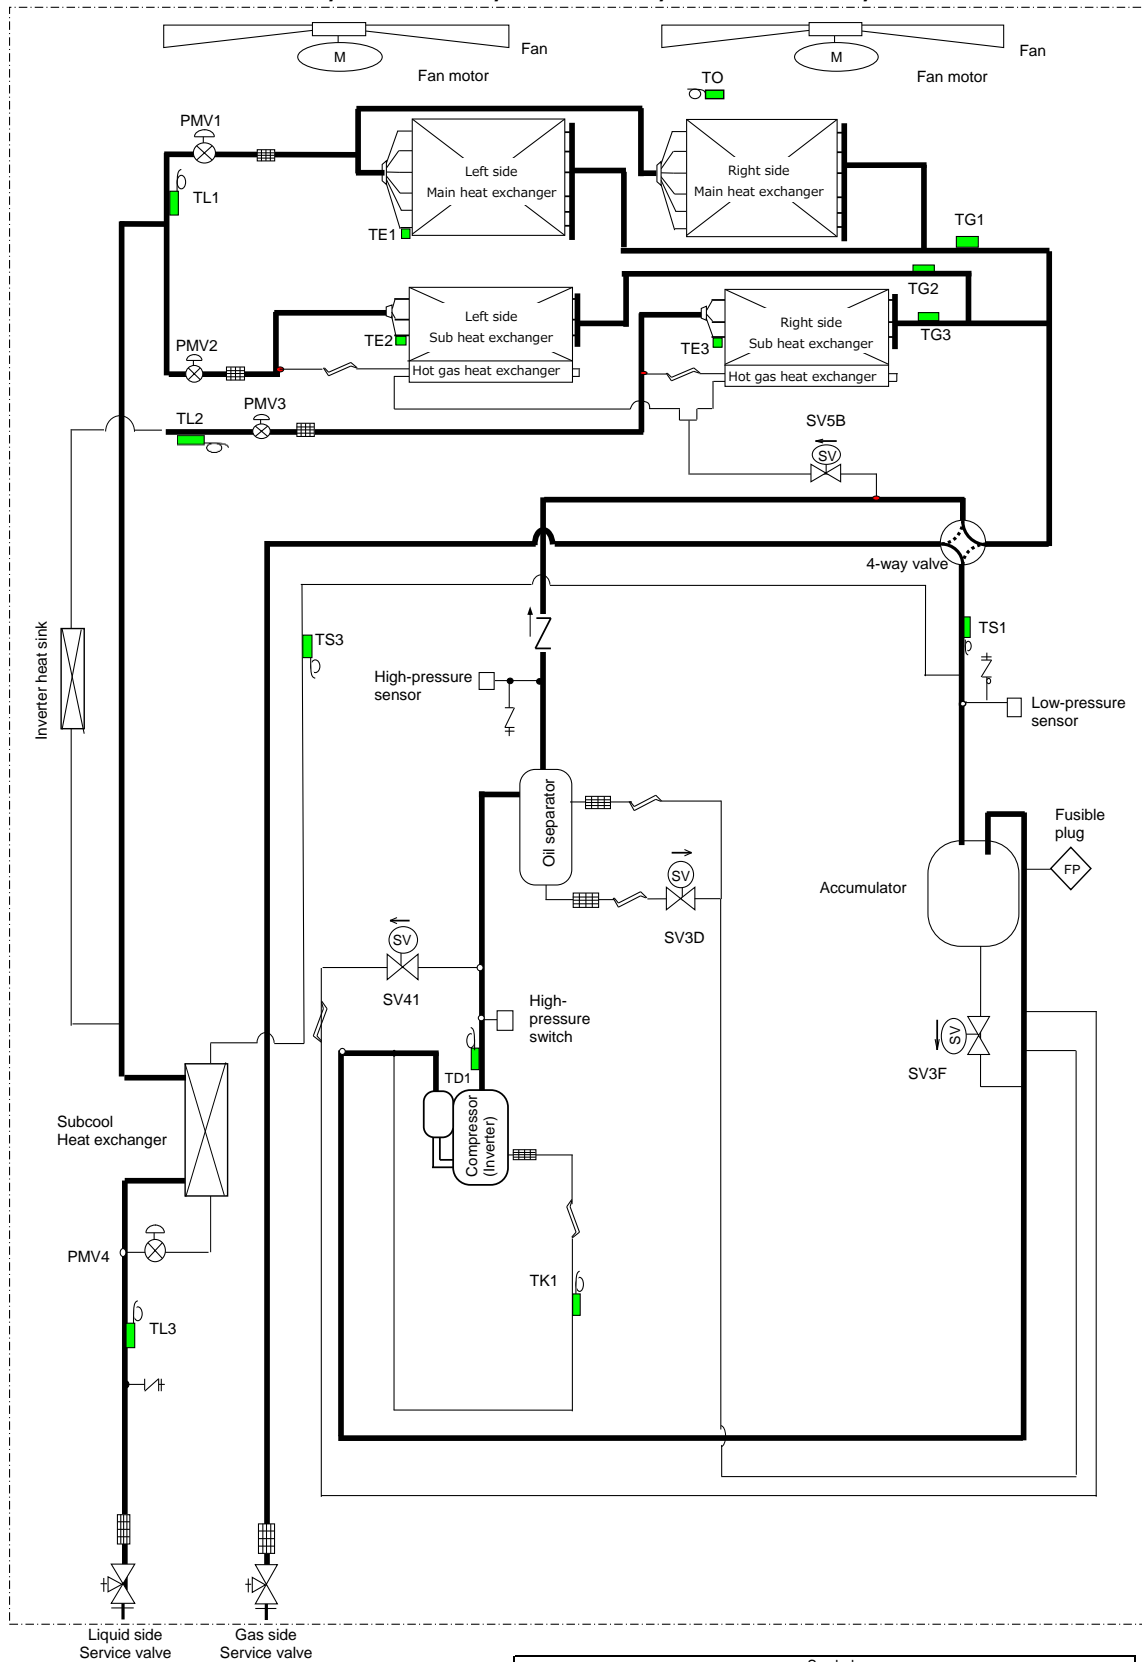 Fan
M
Fan motor
Fan
M
Fan motor
TO
PMV1
TL1
Left side
Main heat exchanger
Right side
Main heat exchanger
TE1
TG1
TG2
Left side
Sub heat exchanger
Hot gas heat exchanger
TE2
Right side
Sub heat exchanger
Hot gas heat exchanger
TE3
TG3
PMV2
PMV3
TL2
SV5B
SV
4-way valve
TS3
TS1
Inverter heat sink
High-pressure
sensor
Low-pressure
sensor
Oil separator
Fusible
plug
FP
Accumulator
SV
SV3D
SV
SV41
High-
pressure
switch
SV
SV3F
TD1
Compressor
(Inverter)
Subcool
Heat exchanger
PMV4
TK1
TL3
Liquid side
Service valve
Gas side
Service valve